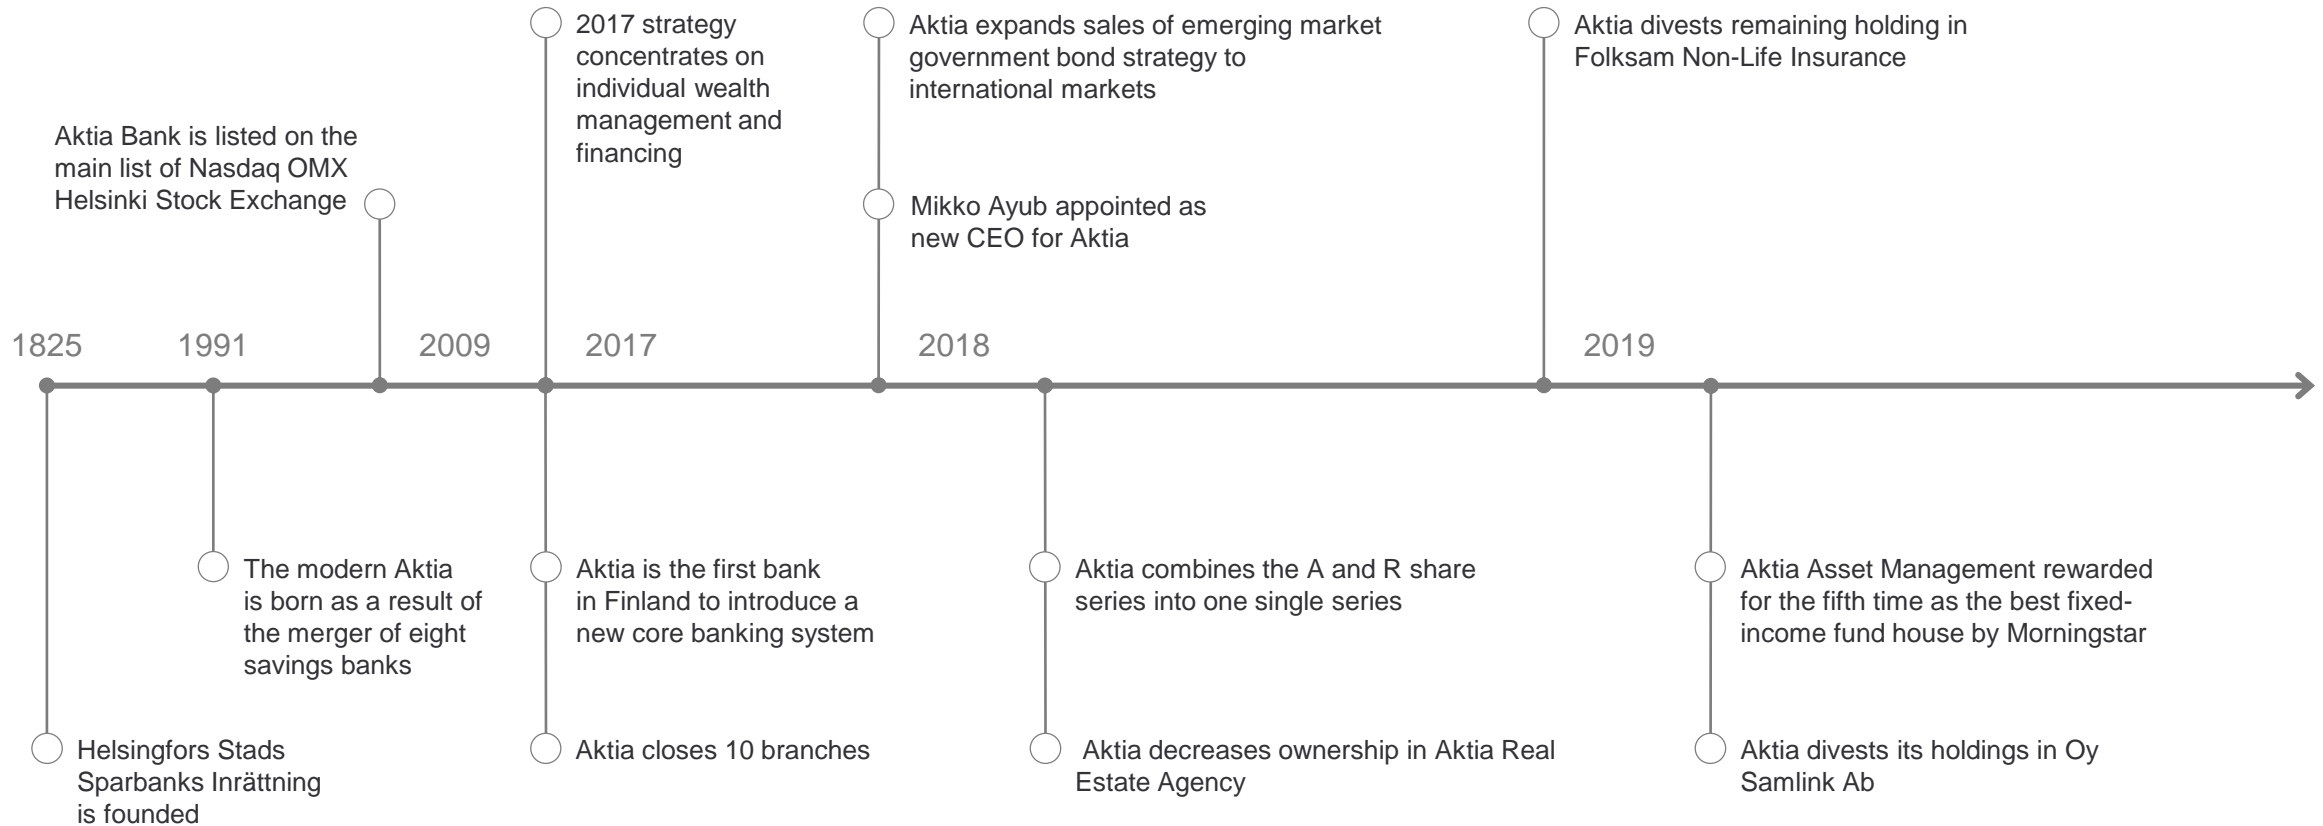 2017 strategy
concentrates on
individual wealth
management and
financing
Aktia expands sales of emerging market
government bond strategy to
international markets
Aktia divests remaining holding in
Folksam Non-Life Insurance
Aktia Bank is listed on the
main list of Nasdaq OMX
Helsinki Stock Exchange
Mikko Ayub appointed as
new CEO for Aktia
1825
1991
2009
2017
2018
2019
The modern Aktia
is born as a result of
the merger of eight
savings banks
Aktia is the first bank
in Finland to introduce a
new core banking system
Aktia combines the A and R share
series into one single series
Aktia Asset Management rewarded
for the fifth time as the best fixed-
income fund house by Morningstar
Helsingfors Stads
Sparbanks Inrättning
is founded
Aktia closes 10 branches
Aktia decreases ownership in Aktia Real
Estate Agency
Aktia divests its holdings in Oy
Samlink Ab